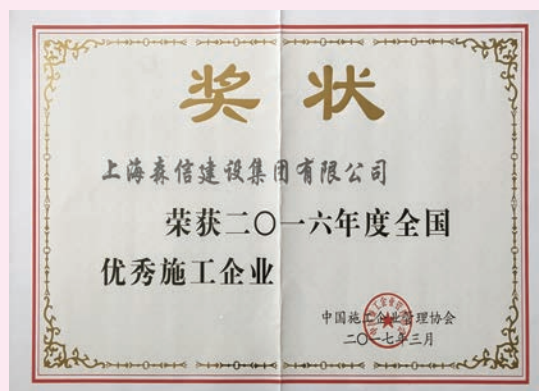 奖状
上海森信建设集团有限公司
荣获二〇一六年度全国
优秀施工企业
中国施工企业管理协会
二〇一七年三月